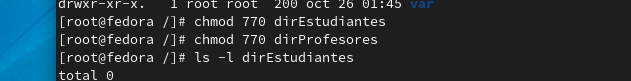 drwxr-xr-x.   1 root root  200 oct 26 01:45 var
[root@fedora /]# chmod 770 dirEstudiantes
[root@fedora /]# chmod 770 dirProfesores
[root@fedora /]# ls -l dirEstudiantes
total 0